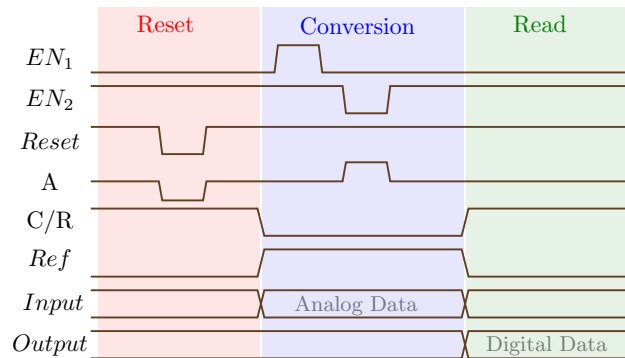 Reset Conversion Read
EN₁
EN₂
Reset
A
C/R
Ref
Input Analog Data
Output Digital Data